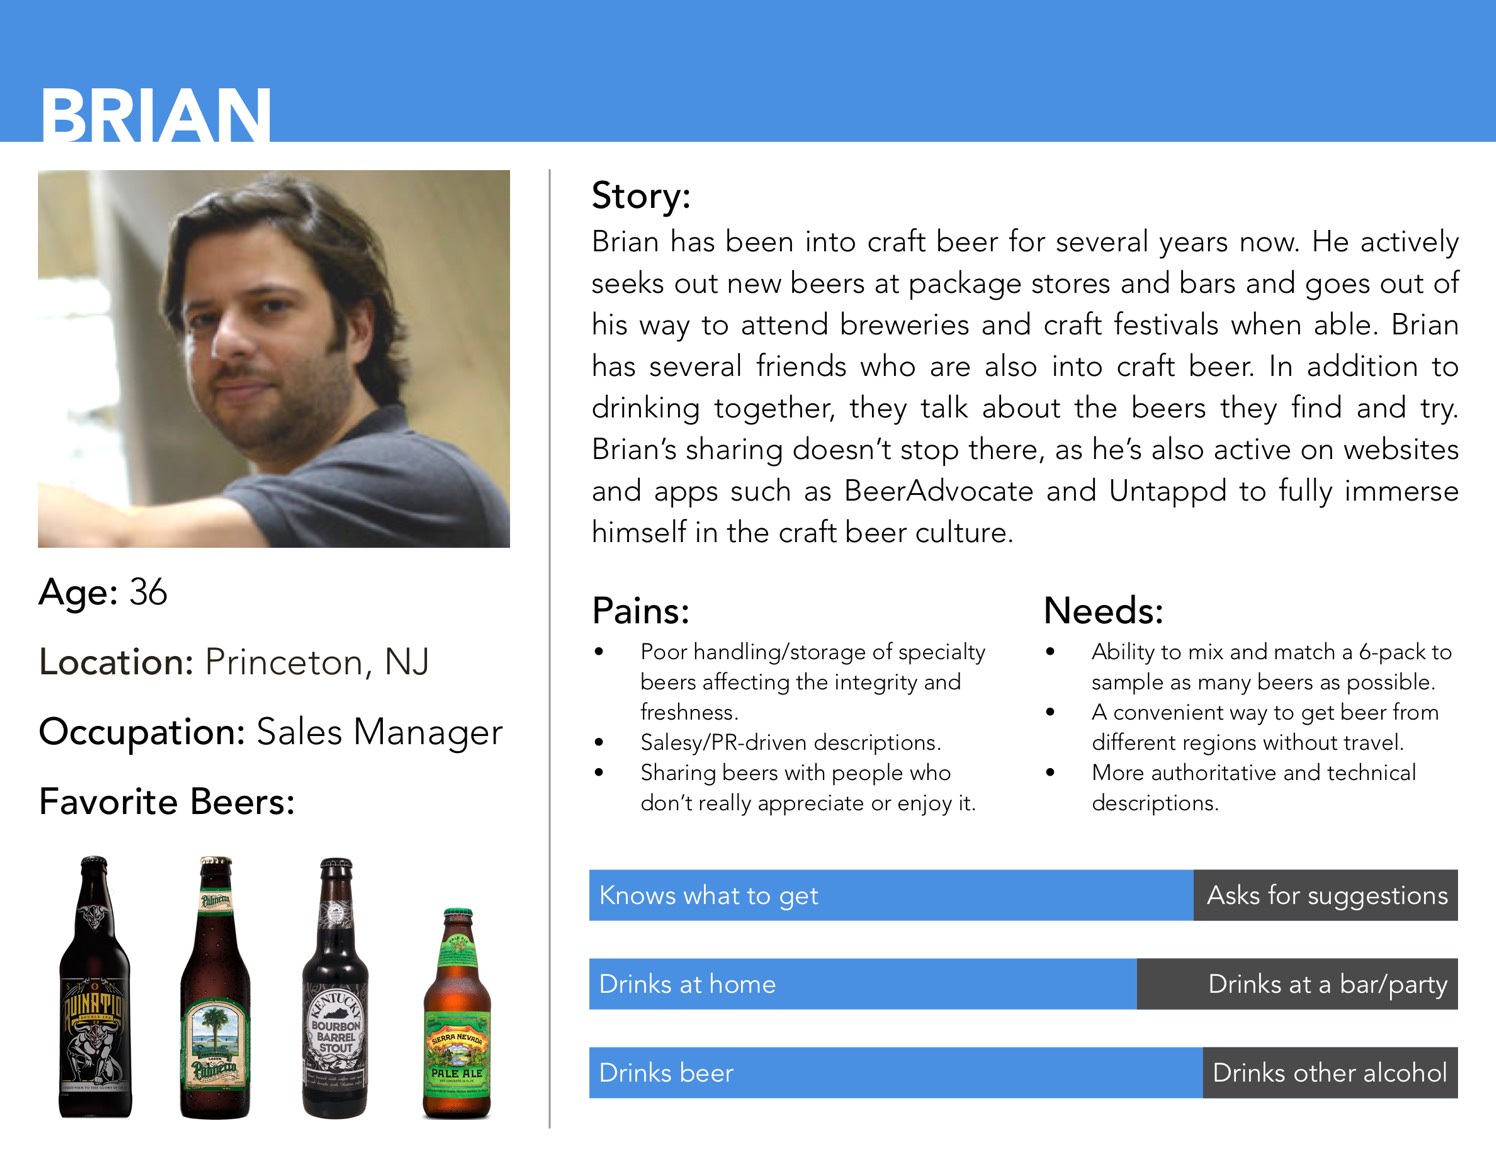 BRIAN
Age: 36
Location: Princeton, NJ
Occupation: Sales Manager
Favorite Beers:
STONE
RUINATION
DOUBLE IPA
Palmetto
LAGER
Palmetto
KENTUCKY
BOURBON
BARREL
STOUT
PALE ALE
SIERRA NEVADA
PALE ALE
Story:
Brian has been into craft beer for several years now. He actively
seeks out new beers at package stores and bars and goes out of
his way to attend breweries and craft festivals when able. Brian
has several friends who are also into craft beer. In addition to
drinking together, they talk about the beers they find and try.
Brian’s sharing doesn’t stop there, as he’s also active on websites
and apps such as BeerAdvocate and Untappd to fully immerse
himself in the craft beer culture.
Pains:
• Poor handling/storage of specialty
beers affecting the integrity and
freshness.
• Salesy/PR-driven descriptions.
• Sharing beers with people who
don’t really appreciate or enjoy it.
Needs:
• Ability to mix and match a 6-pack to
sample as many beers as possible.
• A convenient way to get beer from
different regions without travel.
• More authoritative and technical
descriptions.
Knows what to get
Asks for suggestions
Drinks at home
Drinks at a bar/party
Drinks beer
Drinks other alcohol